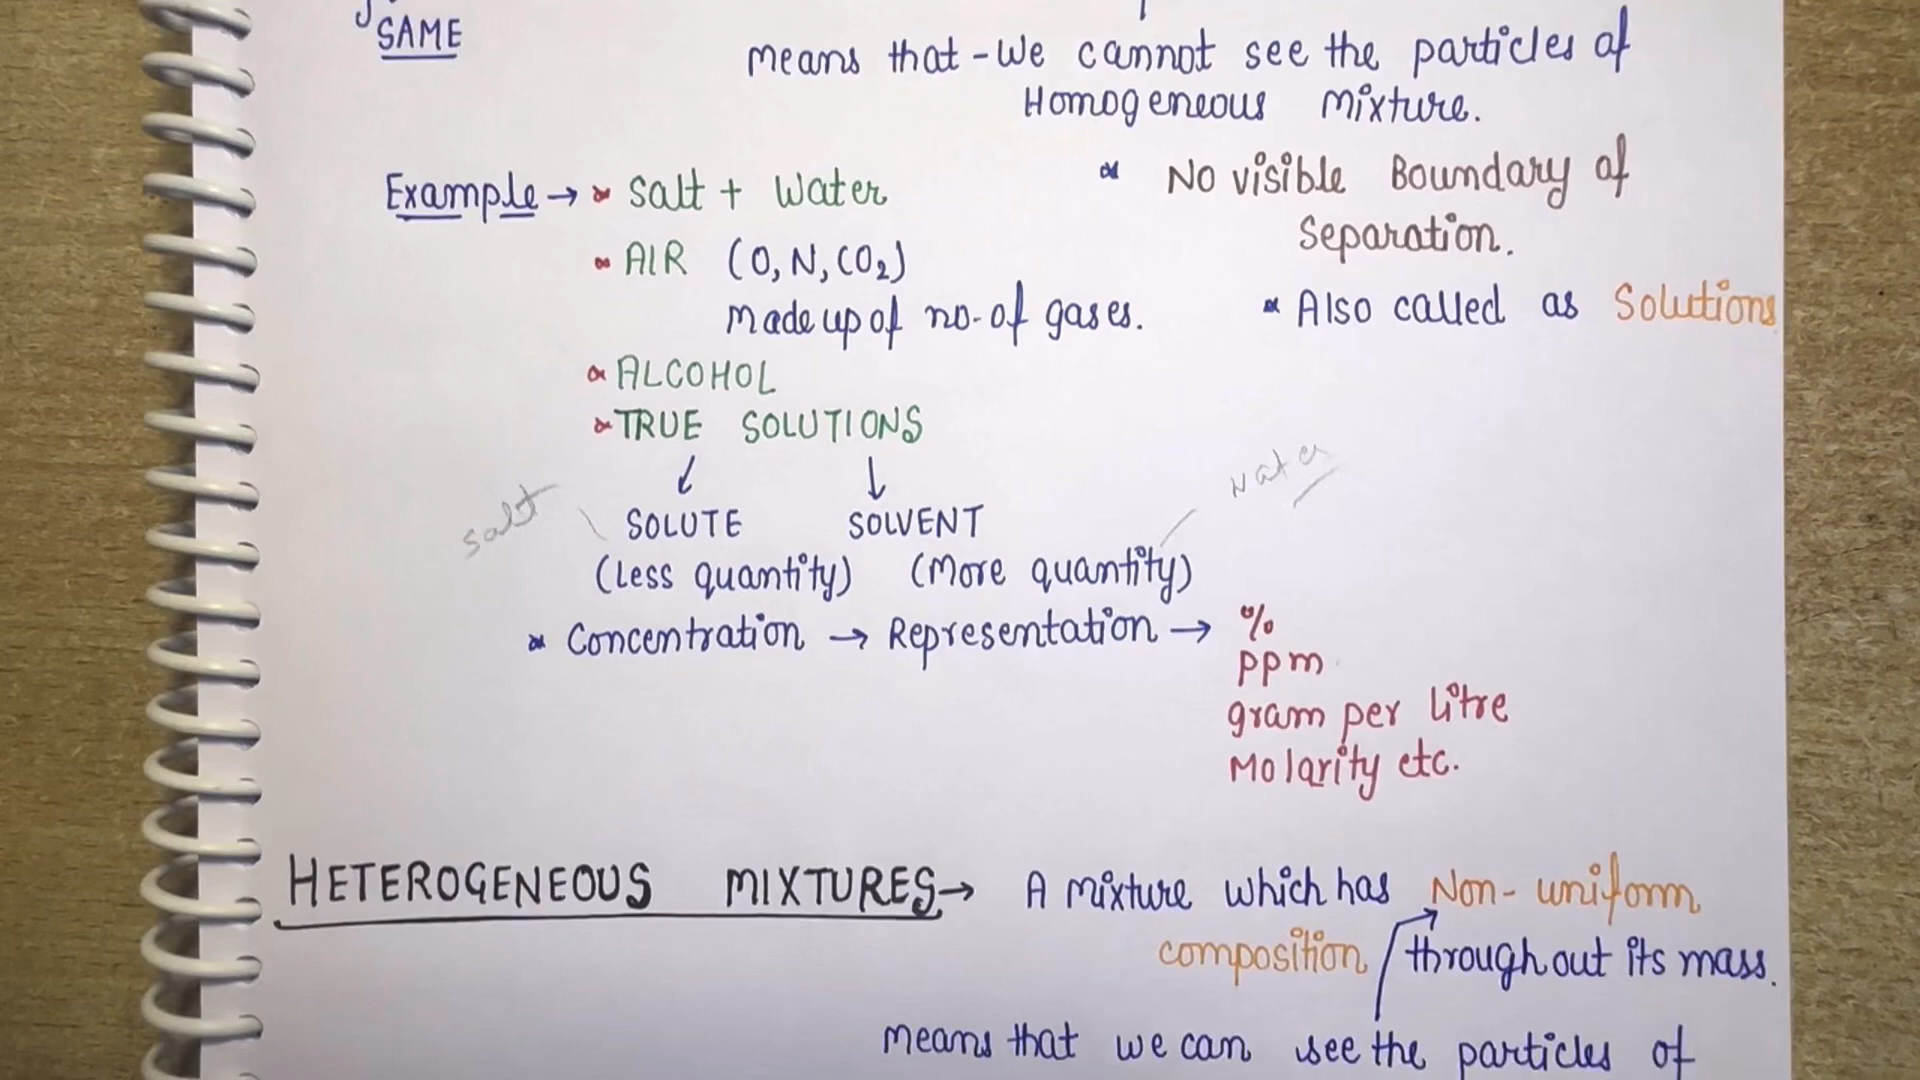 SAME
means that - We cannot see the particles of
Homogeneous Mixture.
Example → Salt + Water
No visible Boundary of
Separation.
AIR (O, N, CO₂)
Made up of no. of gases.
Also called as Solutions
ALCOHOL
TRUE SOLUTIONS
salt
SOLUTE SOLVENT
(Less quantity) (More quantity)
Concentration → Representation → %
ppm
gram per litre
Molarity etc.
HETEROGENEOUS MIXTURES → A mixture which has Non-uniform
composition throughout its mass.
means that we can see the particles of